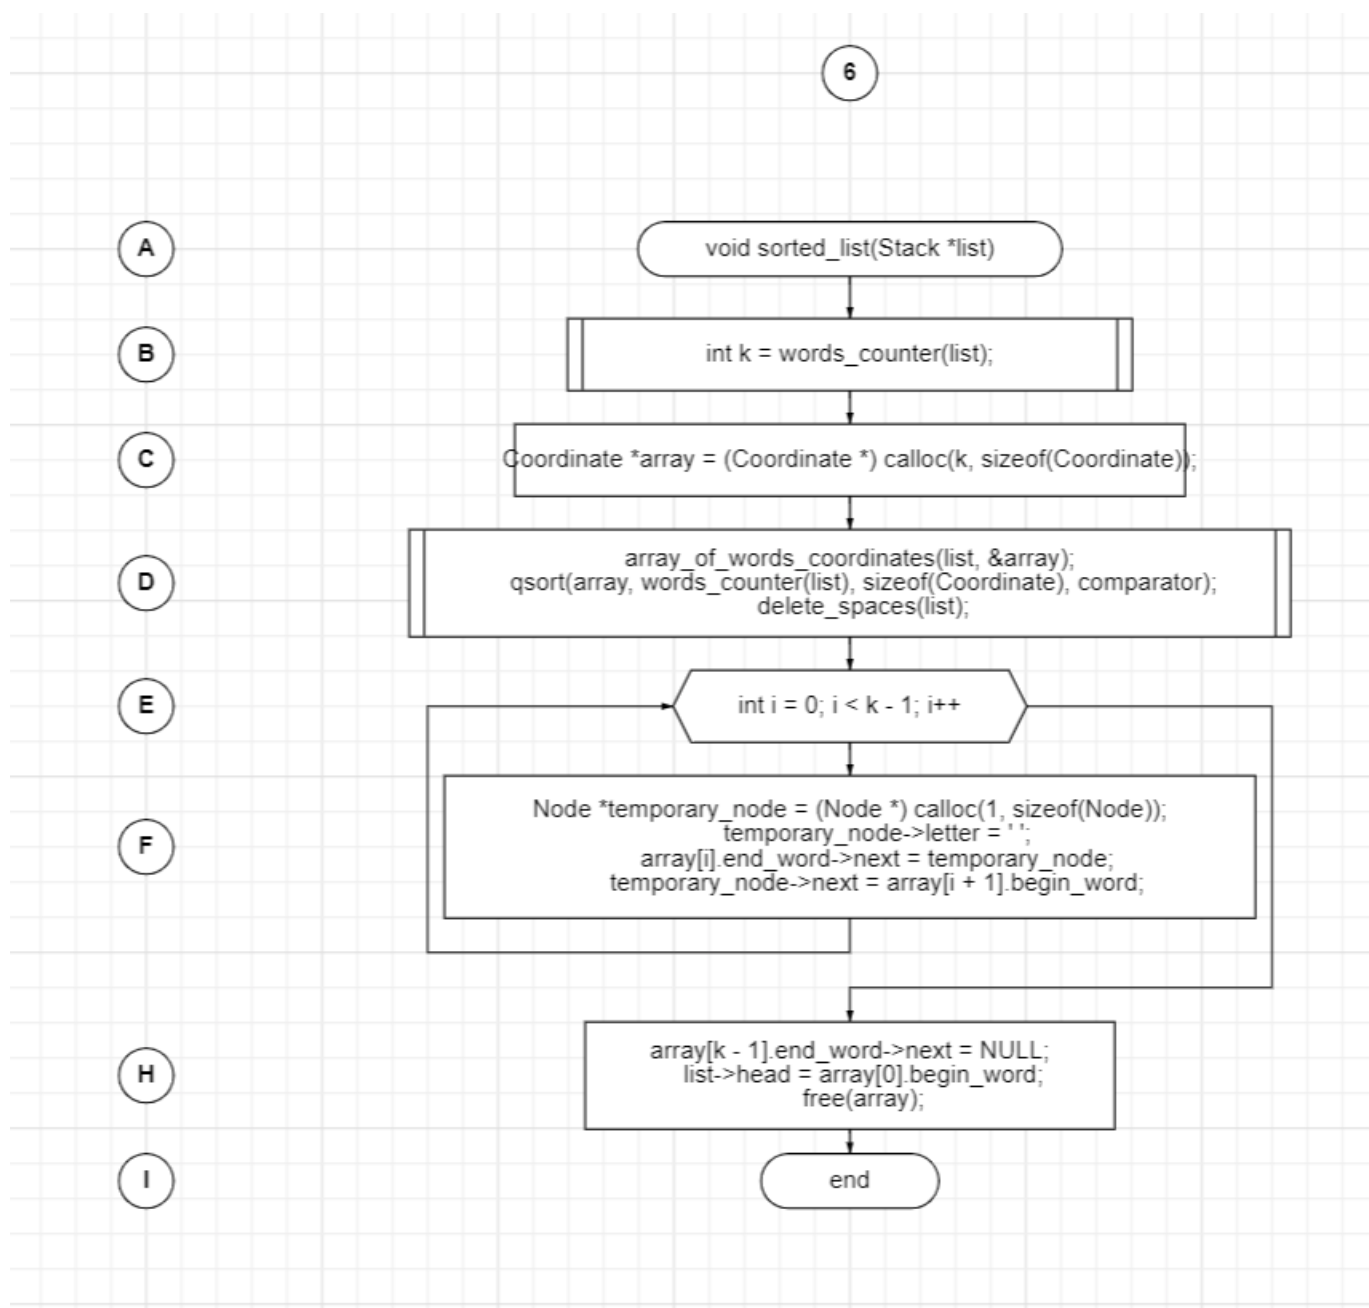 6
A
void sorted_list(Stack *list)
B
int k = words_counter(list);
C
Coordinate *array = (Coordinate *) calloc(k, sizeof(Coordinate));
D
array_of_words_coordinates(list, &array);
qsort(array, words_counter(list), sizeof(Coordinate), comparator);
delete_spaces(list);
E
int i = 0; i < k - 1; i++
F
Node *temporary_node = (Node *) calloc(1, sizeof(Node));
temporary_node->letter = ' ';
array[i].end_word->next = temporary_node;
temporary_node->next = array[i + 1].begin_word;
H
array[k - 1].end_word->next = NULL;
list->head = array[0].begin_word;
free(array);
I
end